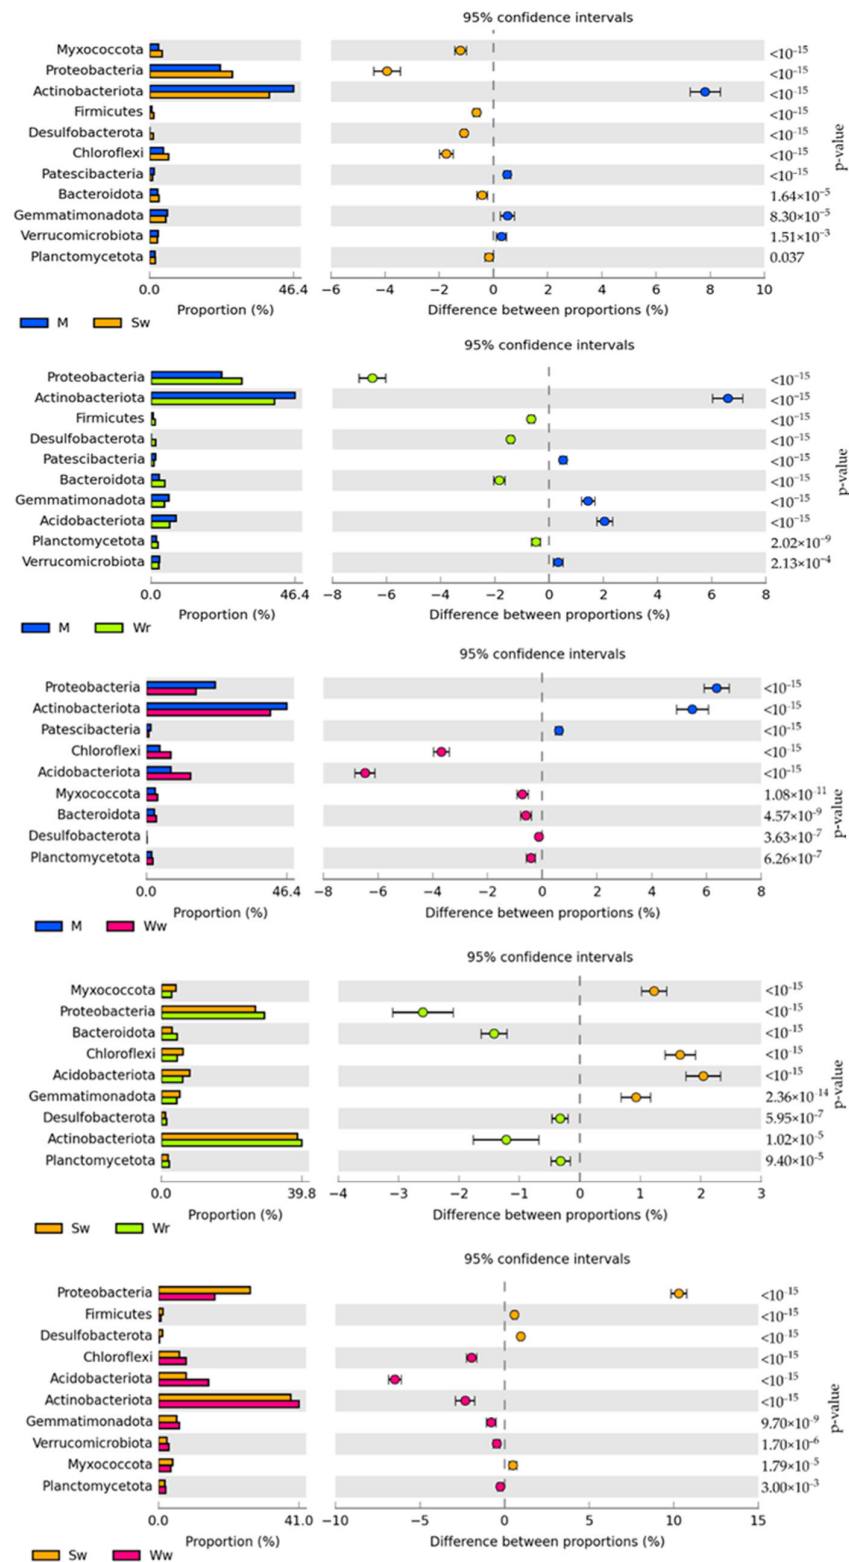 95% confidence intervals
Myxococcota <10⁻¹⁵
Proteobacteria <10⁻¹⁵
Actinobacteriota <10⁻¹⁵
Firmicutes <10⁻¹⁵
Desulfobacterota <10⁻¹⁵
Chloroflexi <10⁻¹⁵
Patescibacteria <10⁻¹⁵
Bacteroidota 1.64×10⁻⁵
Gemmatimonadota 8.30×10⁻⁵
Verrucomicrobiota 1.51×10⁻³
Planctomycetota 0.037
p-value
0.0 46.4 −6 −4 −2 0 2 4 6 8 10
Proportion (%) Difference between proportions (%)
M Sw
95% confidence intervals
Proteobacteria <10⁻¹⁵
Actinobacteriota <10⁻¹⁵
Firmicutes <10⁻¹⁵
Desulfobacterota <10⁻¹⁵
Patescibacteria <10⁻¹⁵
Bacteroidota <10⁻¹⁵
Gemmatimonadota <10⁻¹⁵
Acidobacteriota <10⁻¹⁵
Planctomycetota 2.02×10⁻⁹
Verrucomicrobiota 2.13×10⁻⁴
p-value
0.0 46.4 −8 −6 −4 −2 0 2 4 6 8
Proportion (%) Difference between proportions (%)
M Wr
95% confidence intervals
Proteobacteria <10⁻¹⁵
Actinobacteriota <10⁻¹⁵
Patescibacteria <10⁻¹⁵
Chloroflexi <10⁻¹⁵
Acidobacteriota <10⁻¹⁵
Myxococcota 1.08×10⁻¹¹
Bacteroidota 4.57×10⁻⁹
Desulfobacterota 3.63×10⁻⁷
Planctomycetota 6.26×10⁻⁷
p-value
0.0 46.4 −8 −6 −4 −2 0 2 4 6 8
Proportion (%) Difference between proportions (%)
M Ww
95% confidence intervals
Myxococcota <10⁻¹⁵
Proteobacteria <10⁻¹⁵
Bacteroidota <10⁻¹⁵
Chloroflexi <10⁻¹⁵
Acidobacteriota <10⁻¹⁵
Gemmatimonadota 2.36×10⁻¹⁴
Desulfobacterota 5.95×10⁻⁷
Actinobacteriota 1.02×10⁻⁵
Planctomycetota 9.40×10⁻⁵
p-value
0.0 39.8 −4 −3 −2 −1 0 1 2 3
Proportion (%) Difference between proportions (%)
Sw Wr
95% confidence intervals
Proteobacteria <10⁻¹⁵
Firmicutes <10⁻¹⁵
Desulfobacterota <10⁻¹⁵
Chloroflexi <10⁻¹⁵
Acidobacteriota <10⁻¹⁵
Actinobacteriota <10⁻¹⁵
Gemmatimonadota 9.70×10⁻⁹
Verrucomicrobiota 1.70×10⁻⁶
Myxococcota 1.79×10⁻⁵
Planctomycetota 3.00×10⁻³
p-value
0.0 41.0 −10 −5 0 5 10 15
Proportion (%) Difference between proportions (%)
Sw Ww